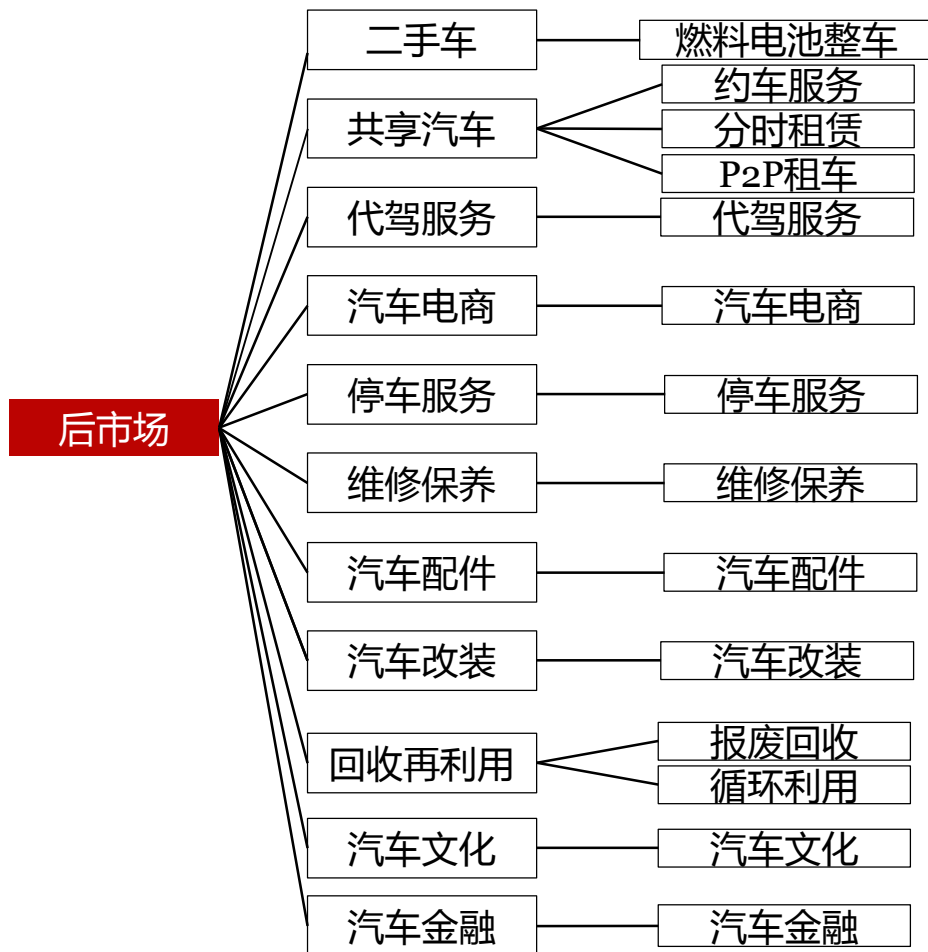 二手车
燃料电池整车
共享汽车
约车服务
分时租赁
P2P租车
代驾服务
代驾服务
汽车电商
汽车电商
后市场
停车服务
停车服务
维修保养
维修保养
汽车配件
汽车配件
汽车改装
汽车改装
回收再利用
报废回收
循环利用
汽车文化
汽车文化
汽车金融
汽车金融